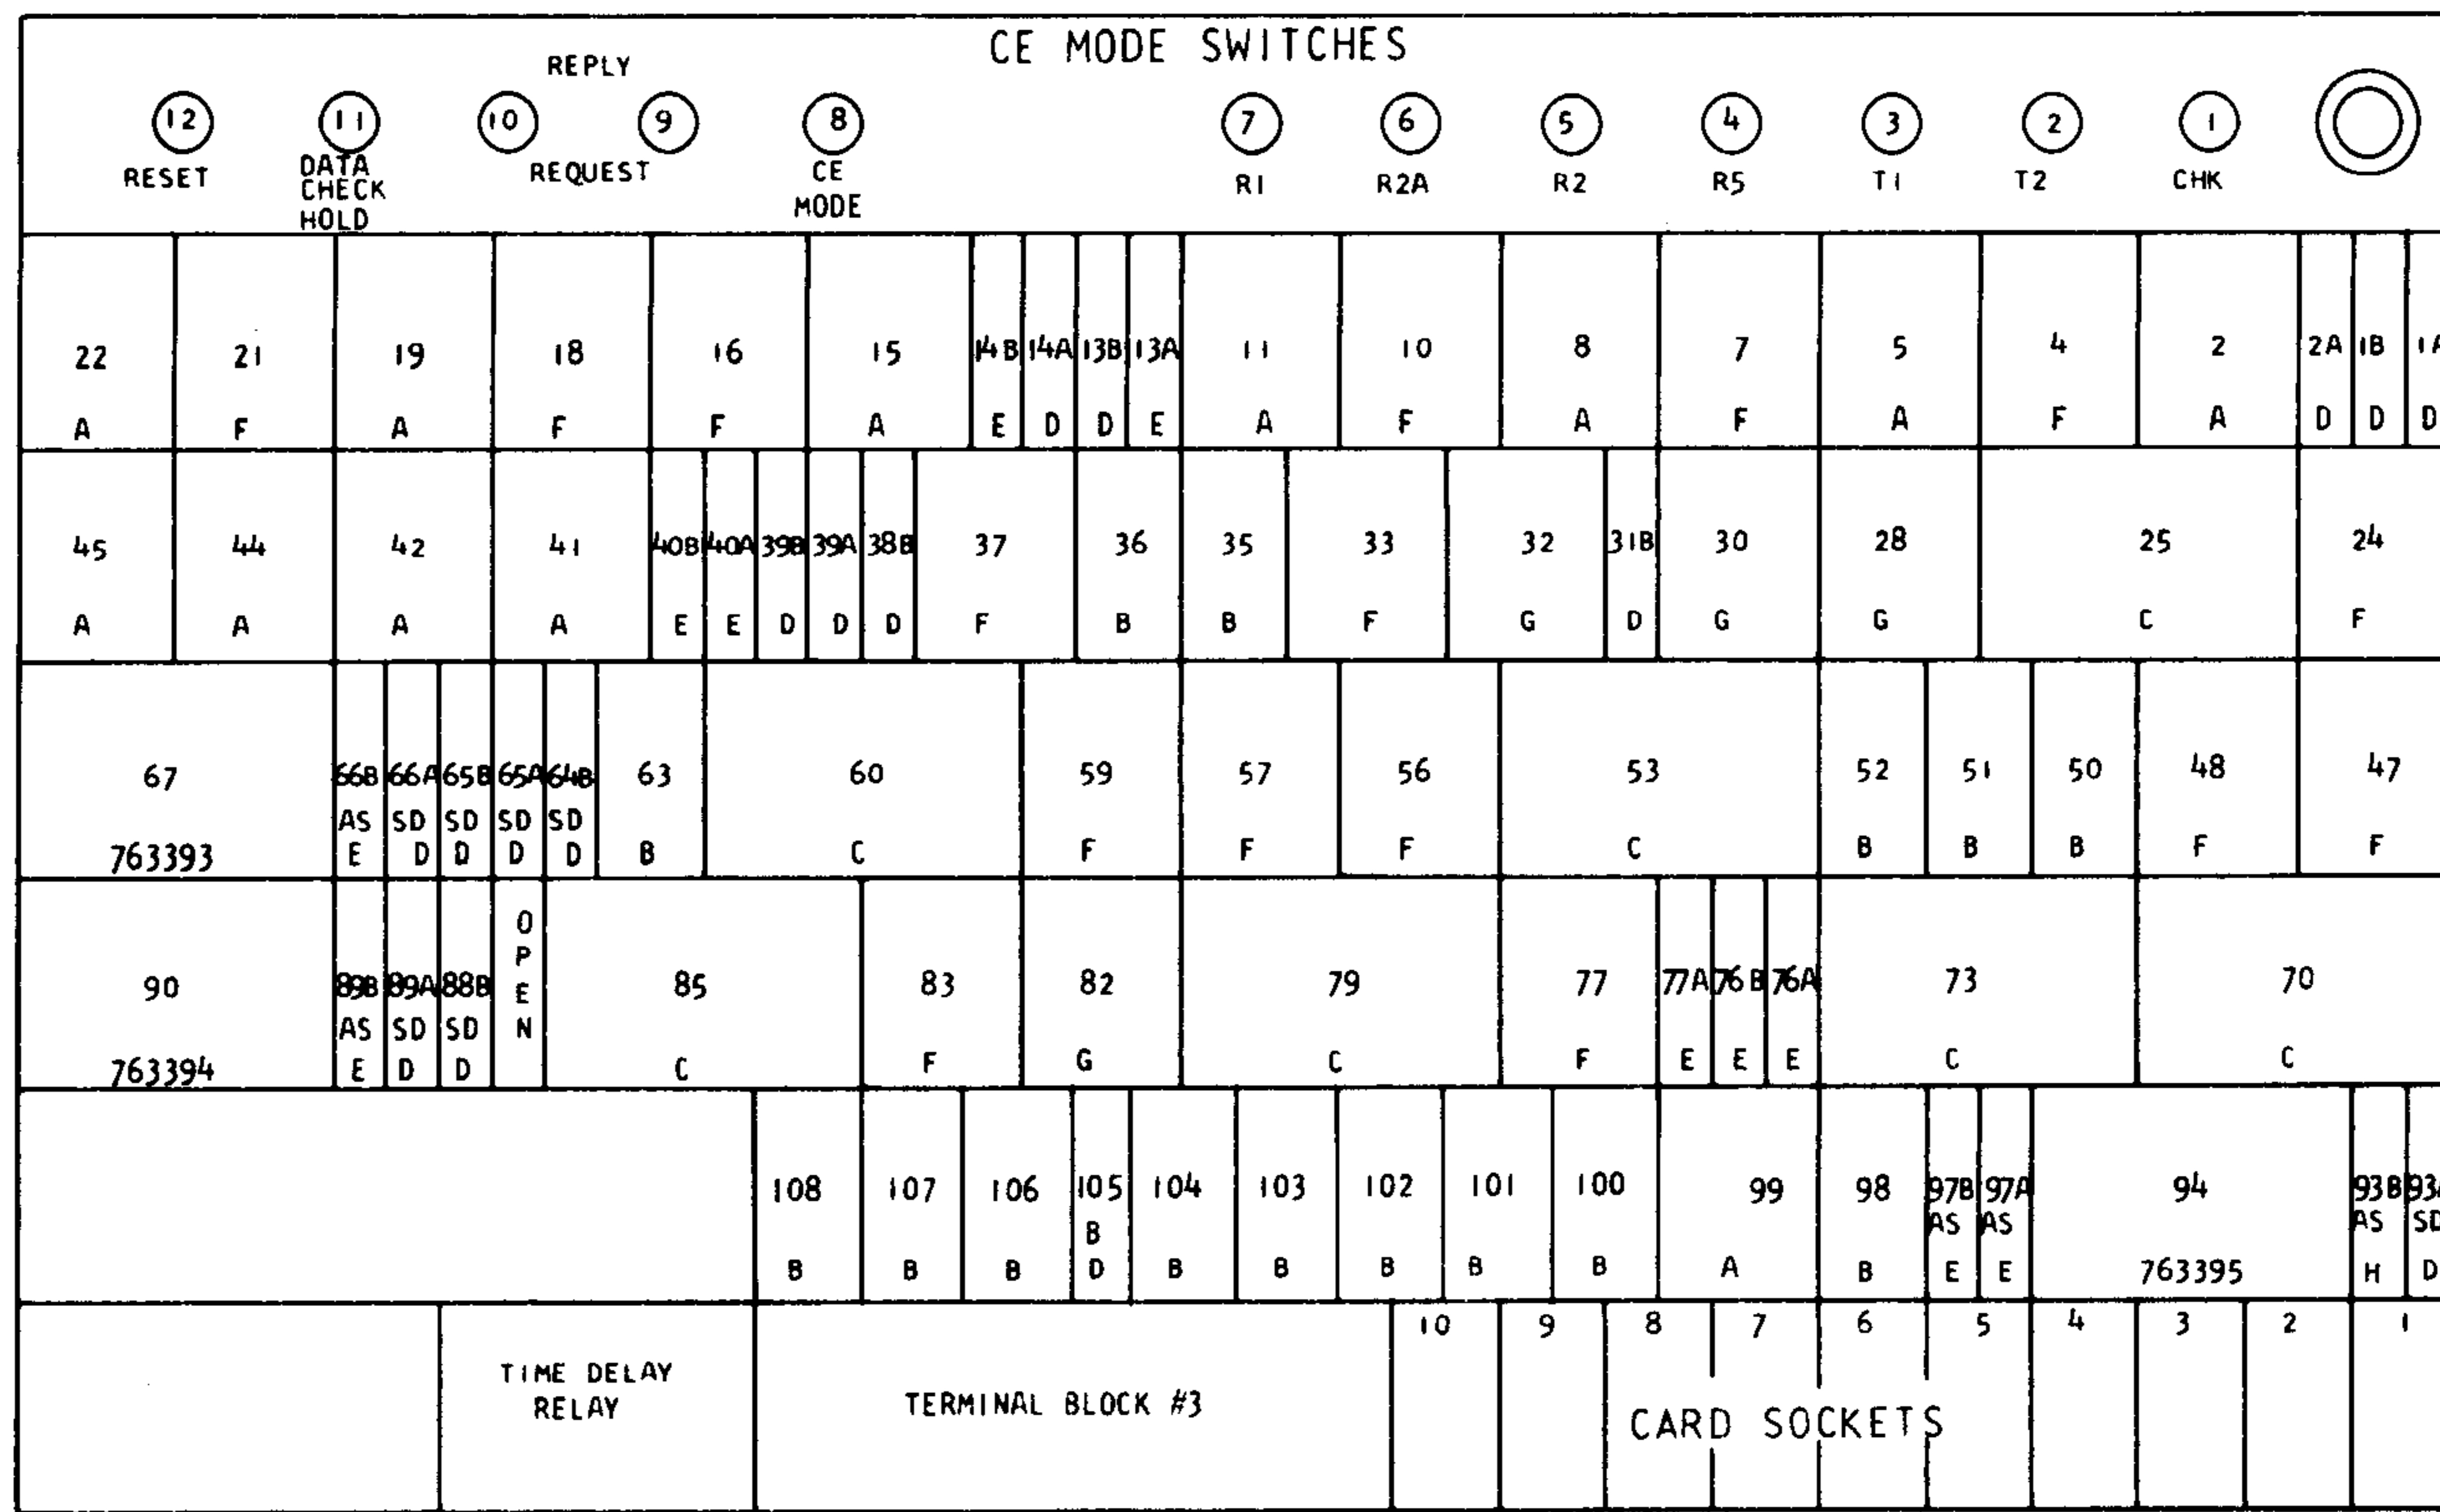 CE MODE SWITCHES
REPLY
12 11 10 9 8 7 6 5 4 3 2 1
RESET DATA CHECK HOLD REQUEST CE MODE R1 R2A R2 R5 T1 T2 CHK
22 21 19 18 16 15 14B 14A 13B 13A 11 10 8 7 5 4 2 2A 1B 1A
A F A F F A E D D E A F A F A F A D D D
45 44 42 41 40B 40A 39B 39A 38B 37 36 35 33 32 31B 30 28 25 24
A A A A E E D D D F B B F G D G G C F
67 66B 66A 65B 65A 64B 63 60 59 57 56 53 52 51 50 48 47
AS SD SD SD SD
763393 E D D D D B C F F F C B B B F F
90 89B 89A 88B OPEN 85 83 82 79 77 77A 76B 76A 73 70
AS SD SD
763394 E D D C F G C F E E E C C
108 107 106 105 104 103 102 101 100 99 98 97B 97A 94 93B 93A
B AS AS AS SD
B B B D B B B B B A B E E 763395 H D
10 9 8 7 6 5 4 3 2 1
TIME DELAY
RELAY
TERMINAL BLOCK #3
CARD SOCKETS